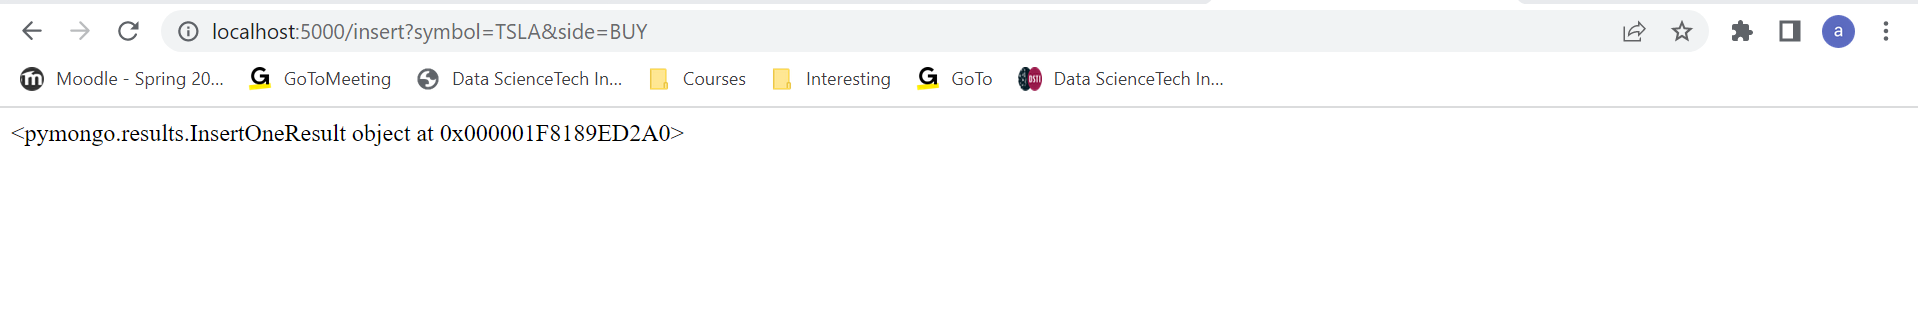 localhost:5000/insert?symbol=TSLA&side=BUY
a
Moodle - Spring 20... GoToMeeting Data ScienceTech In... Courses Interesting GoTo Data ScienceTech In...
<pymongo.results.InsertOneResult object at 0x000001F8189ED2A0>